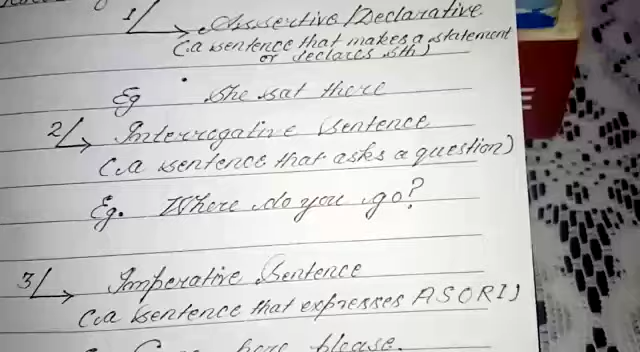 1 Assertive/Declarative
(a sentence that makes a statement
or declares sth)
Eg She sat there
2 Interrogative Sentence
(a sentence that asks a question)
Eg. Where do you go?
3 Imperative Sentence
(a sentence that expresses ASORI)
here please.